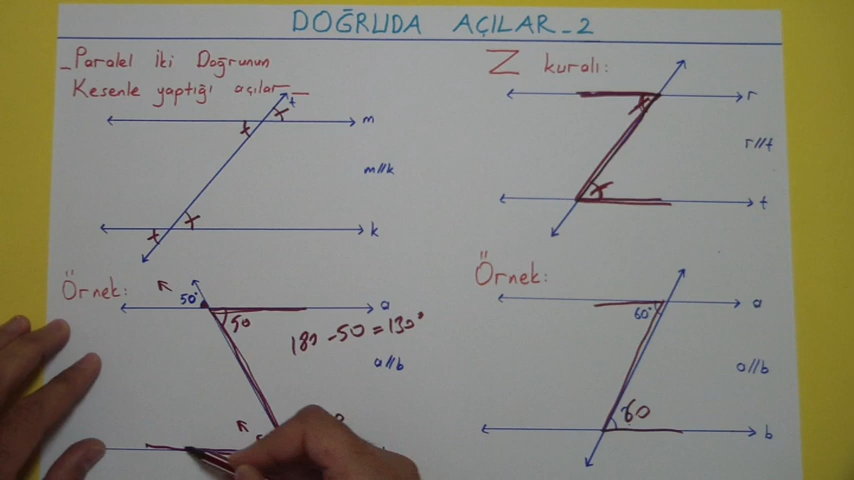 DOĞRUDA AÇILAR_2
_Paralel İki Doğrunun
Kesenle yaptığı açılar_
t
x
m
x
m//k
x
k
x
Z kuralı:
x
r
r//t
x
t
Örnek:
50°
a
50
180-50=130°
a//b
Örnek:
a
60°
a//b
60
b